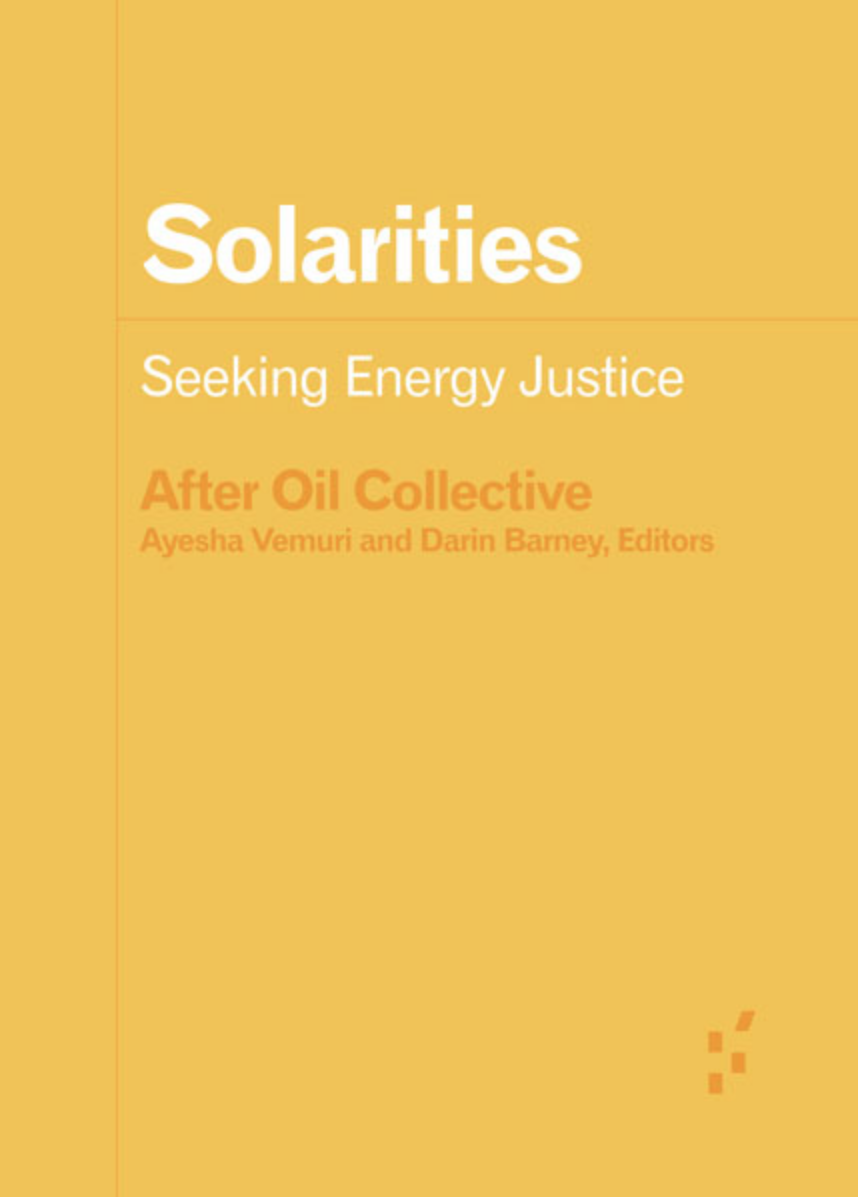 Solarities
Seeking Energy Justice
After Oil Collective
Ayesha Vemuri and Darin Barney, Editors